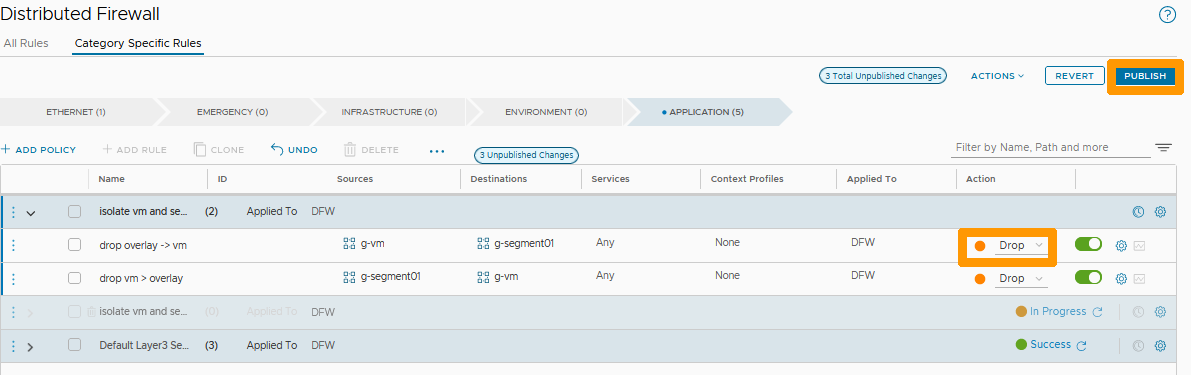 Distributed Firewall
?
All Rules Category Specific Rules
3 Total Unpublished Changes ACTIONS REVERT PUBLISH
ETHERNET (1) EMERGENCY (0) INFRASTRUCTURE (0) ENVIRONMENT (0) APPLICATION (5)
+ ADD POLICY + ADD RULE CLONE UNDO DELETE ... 3 Unpublished Changes Filter by Name, Path and more
Name ID Sources Destinations Services Context Profiles Applied To Action
isolate vm and se... (2) Applied To DFW
drop overlay -> vm g-vm g-segment01 Any None DFW Drop
drop vm > overlay g-segment01 g-vm Any None DFW Drop
isolate vm and se... (0) Applied To DFW In Progress
Default Layer3 Se... (3) Applied To DFW Success